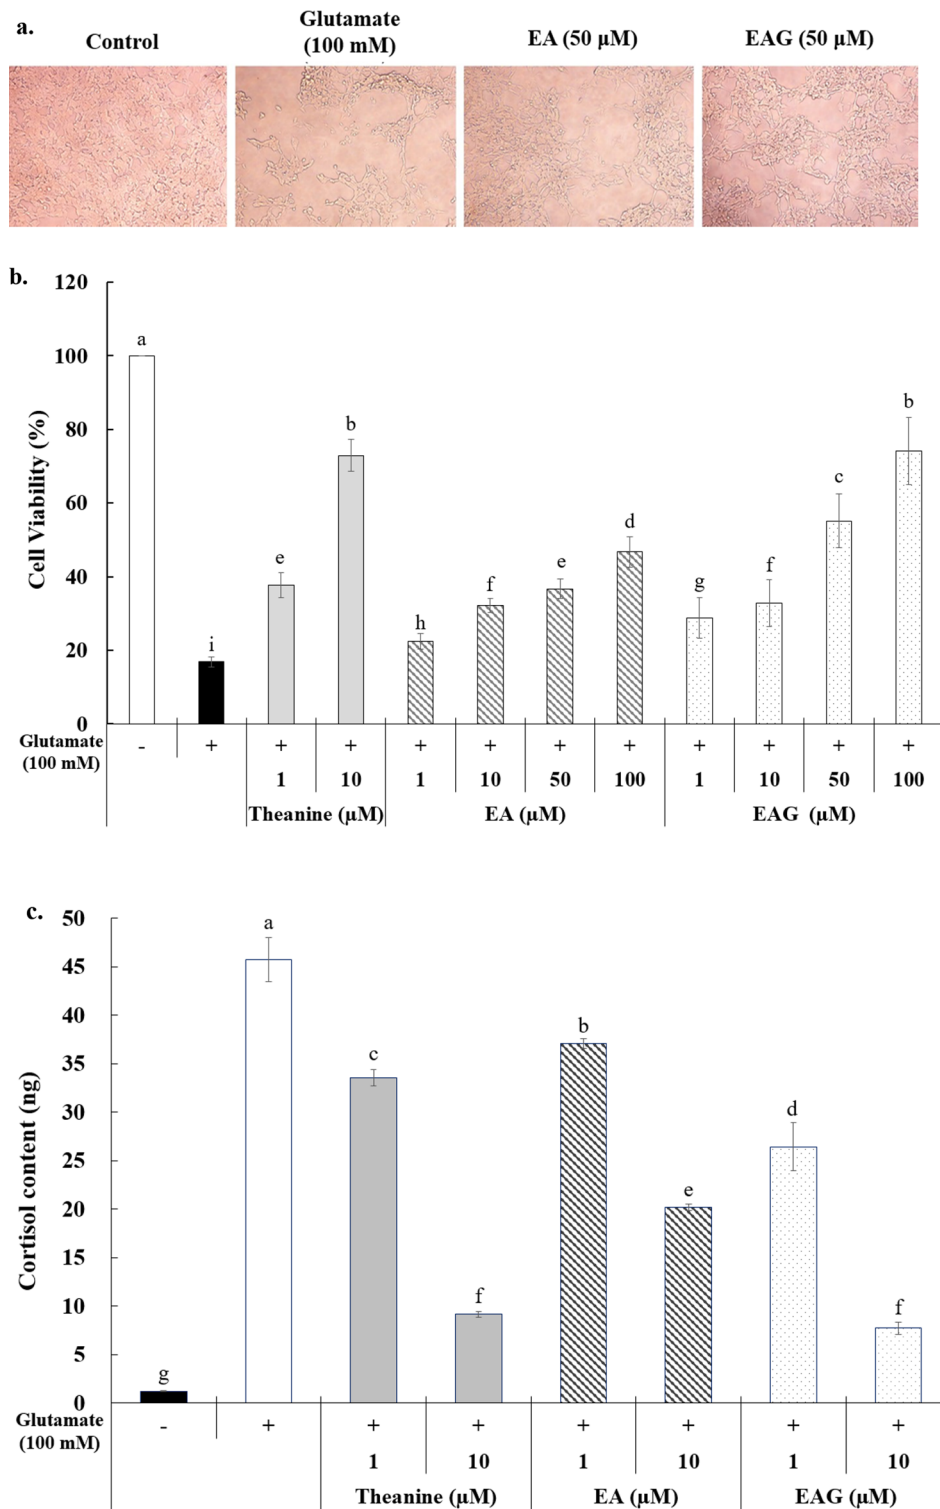 a.
Control
Glutamate
(100 mM)
EA (50 µM)
EAG (50 µM)
b.
Cell Viability (%)
120
100
80
60
40
20
0
a
i
e
b
h
f
e
d
g
f
c
b
Glutamate
(100 mM)
- + + + + + + + + + + +
1 10 1 10 50 100 1 10 50 100
Theanine (µM) EA (µM) EAG (µM)
c.
Cortisol content (ng)
50
45
40
35
30
25
20
15
10
5
0
g
a
c
f
b
e
d
f
Glutamate
(100 mM)
- + + + + + + +
1 10 1 10 1 10
Theanine (µM) EA (µM) EAG (µM)